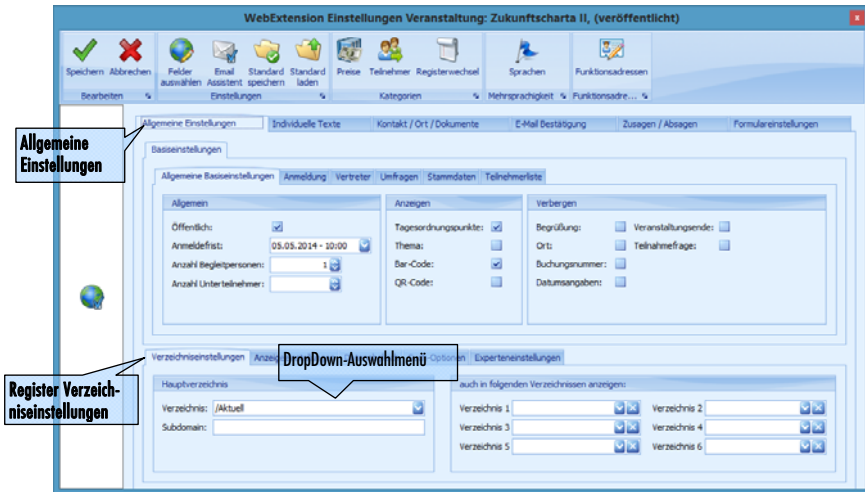 WebExtension Einstellungen Veranstaltung: Zukunftscharta II, (veröffentlicht)
Speichern Abbrechen Felder auswählen Email Assistent Standard speichern Standard laden Preise Teilnehmer Registerwechsel Sprachen Funktionsadressen
Bearbeiten Einstellungen Kategorien Mehrsprachigkeit Funktionsadre...
Allgemeine Einstellungen
Allgemeine Einstellungen Individuelle Texte Kontakt / Ort / Dokumente E-Mail Bestätigung Zusagen / Absagen Formulareinstellungen
Basiseinstellungen
Allgemeine Basiseinstellungen Anmeldung Vertreter Umfragen Stammdaten Teilnehmerliste
Allgemein Anzeigen Verbergen
Öffentlich: Tagesordnungspunkte: Begrüßung: Veranstaltungsende:
Anmeldefrist: 05.05.2014 - 10:00 Thema: Ort: Teilnahmefrage:
Anzahl Begleitpersonen: 1 Bar-Code: Buchungsnummer:
Anzahl Unterteilnehmer: QR-Code: Datumsangaben:
Verzeichniseinstellungen DropDown-Auswahlmenü Experteneinstellungen
Register Verzeich-
niseinstellungen
Hauptverzeichnis auch in folgenden Verzeichnissen anzeigen:
Verzeichnis: /Aktuell Verzeichnis 1 Verzeichnis 2
Subdomain: Verzeichnis 3 Verzeichnis 4
Verzeichnis 5 Verzeichnis 6